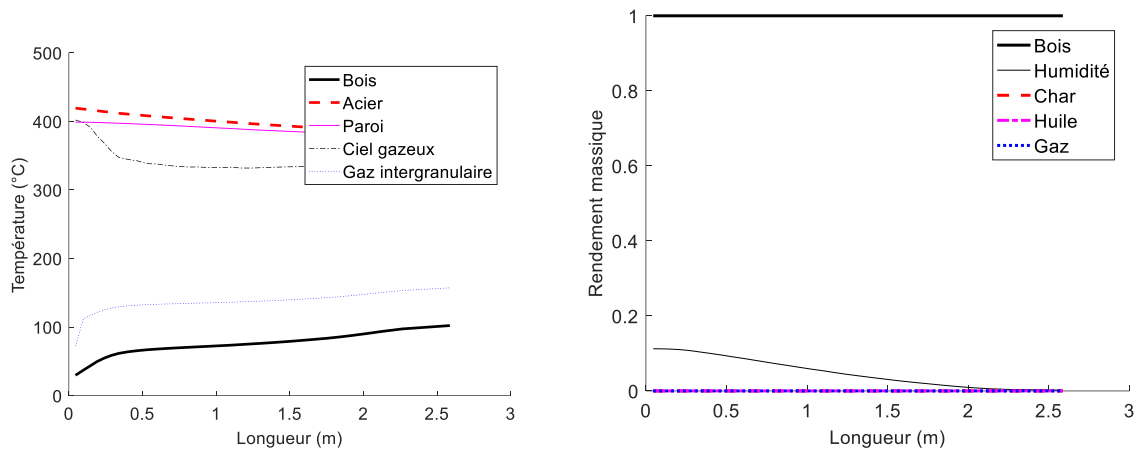 500
400
300
200
100
0
Température (°C)
Bois
Acier
Paroi
Ciel gazeux
Gaz intergranulaire
0
0.5
1
1.5
2
2.5
3
Longueur (m)
1
0.8
0.6
0.4
0.2
0
Rendement massique
Bois
Humidité
Char
Huile
Gaz
0
0.5
1
1.5
2
2.5
3
Longueur (m)